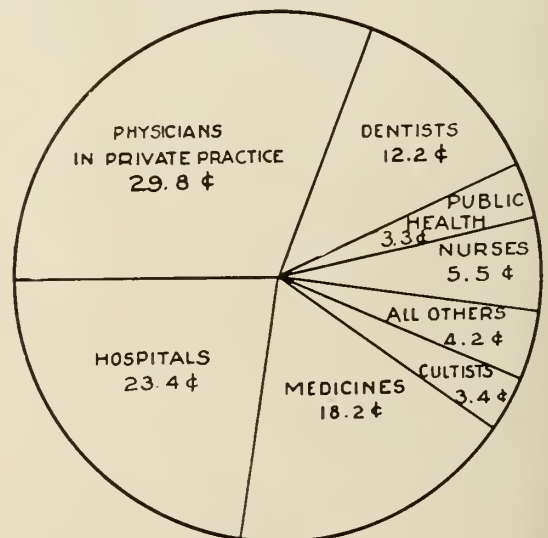 PHYSICIANS
IN PRIVATE PRACTICE
29.8 ¢
DENTISTS
12.2 ¢
PUBLIC
HEALTH
3.3¢
NURSES
5.5 ¢
ALL OTHERS
4.2 ¢
CULTISTS
3.4 ¢
MEDICINES
18.2 ¢
HOSPITALS
23.4 ¢